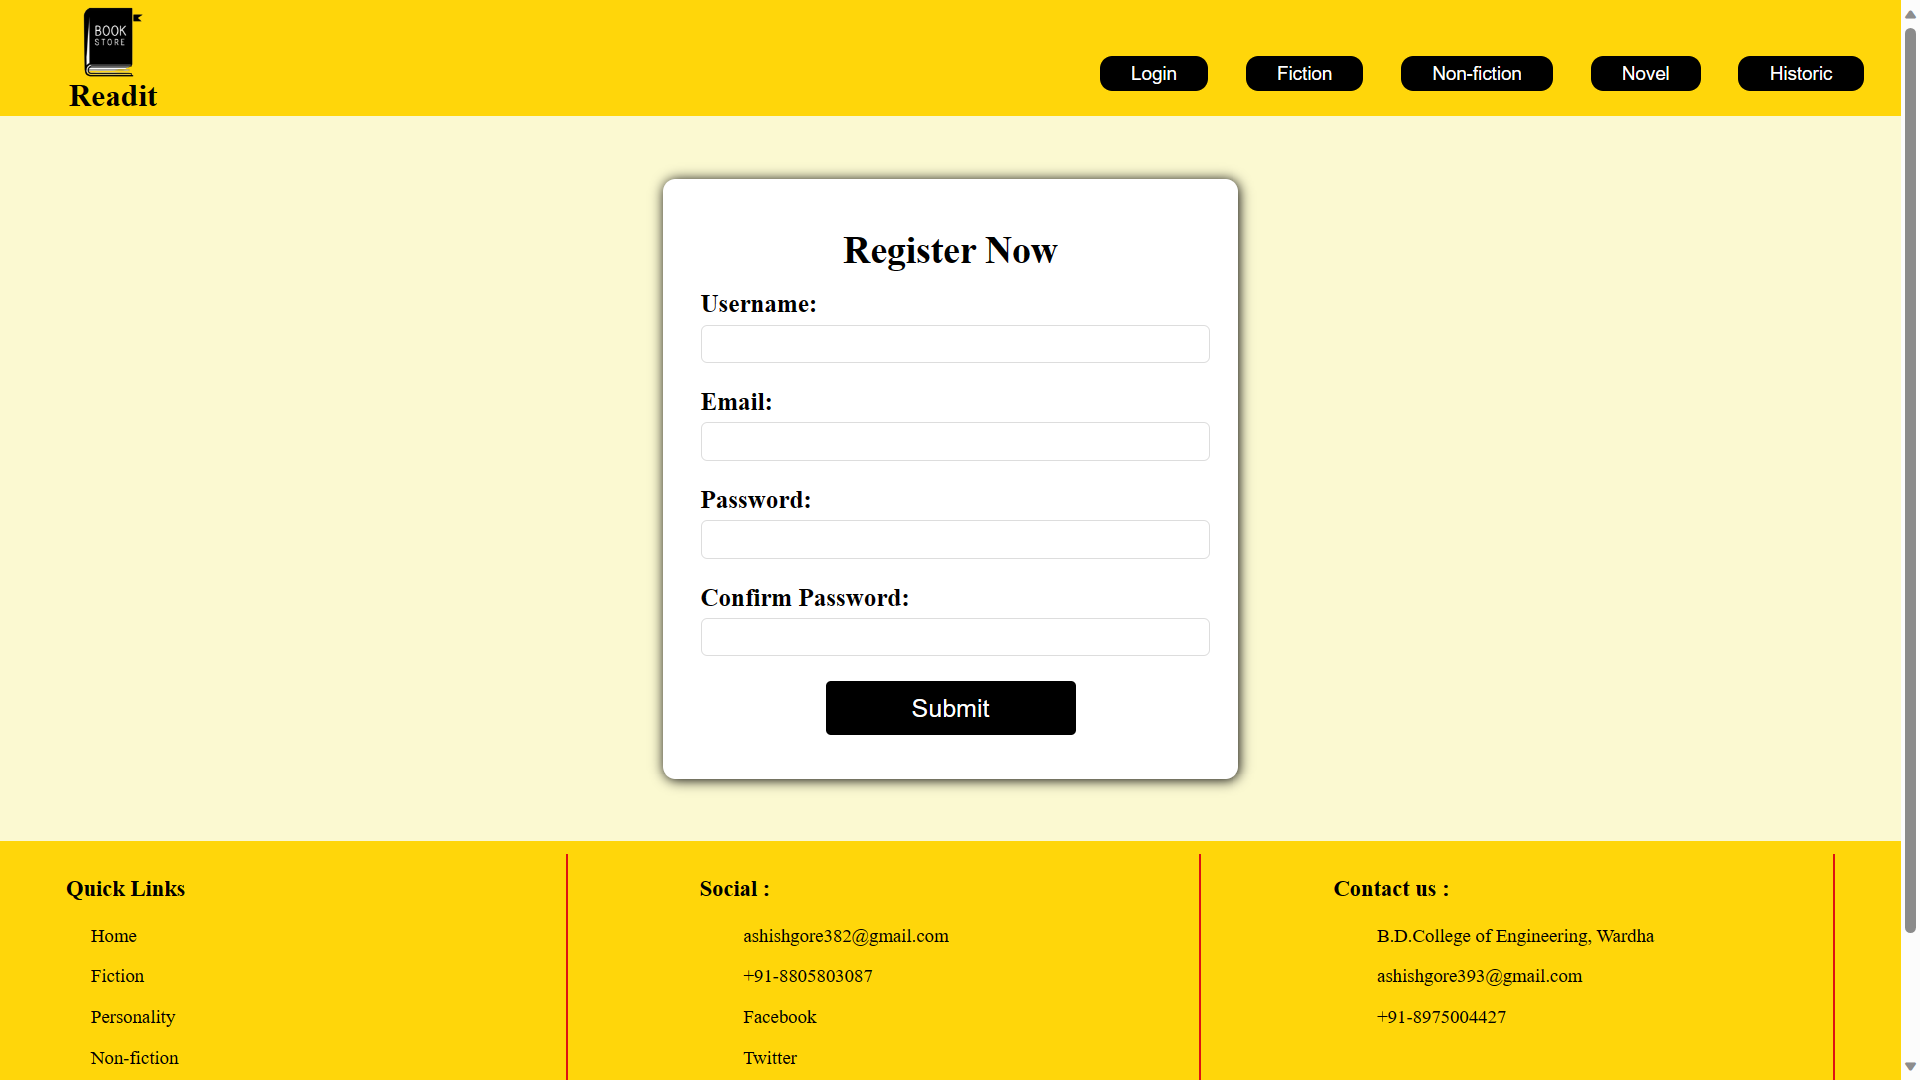 BOOK
STORE
Readit
Login
Fiction
Non-fiction
Novel
Historic
Register Now
Username:
Email:
Password:
Confirm Password:
Submit
Quick Links
Home
Fiction
Personality
Non-fiction
Social :
ashishgore382@gmail.com
+91-8805803087
Facebook
Twitter
Contact us :
B.D.College of Engineering, Wardha
ashishgore393@gmail.com
+91-8975004427